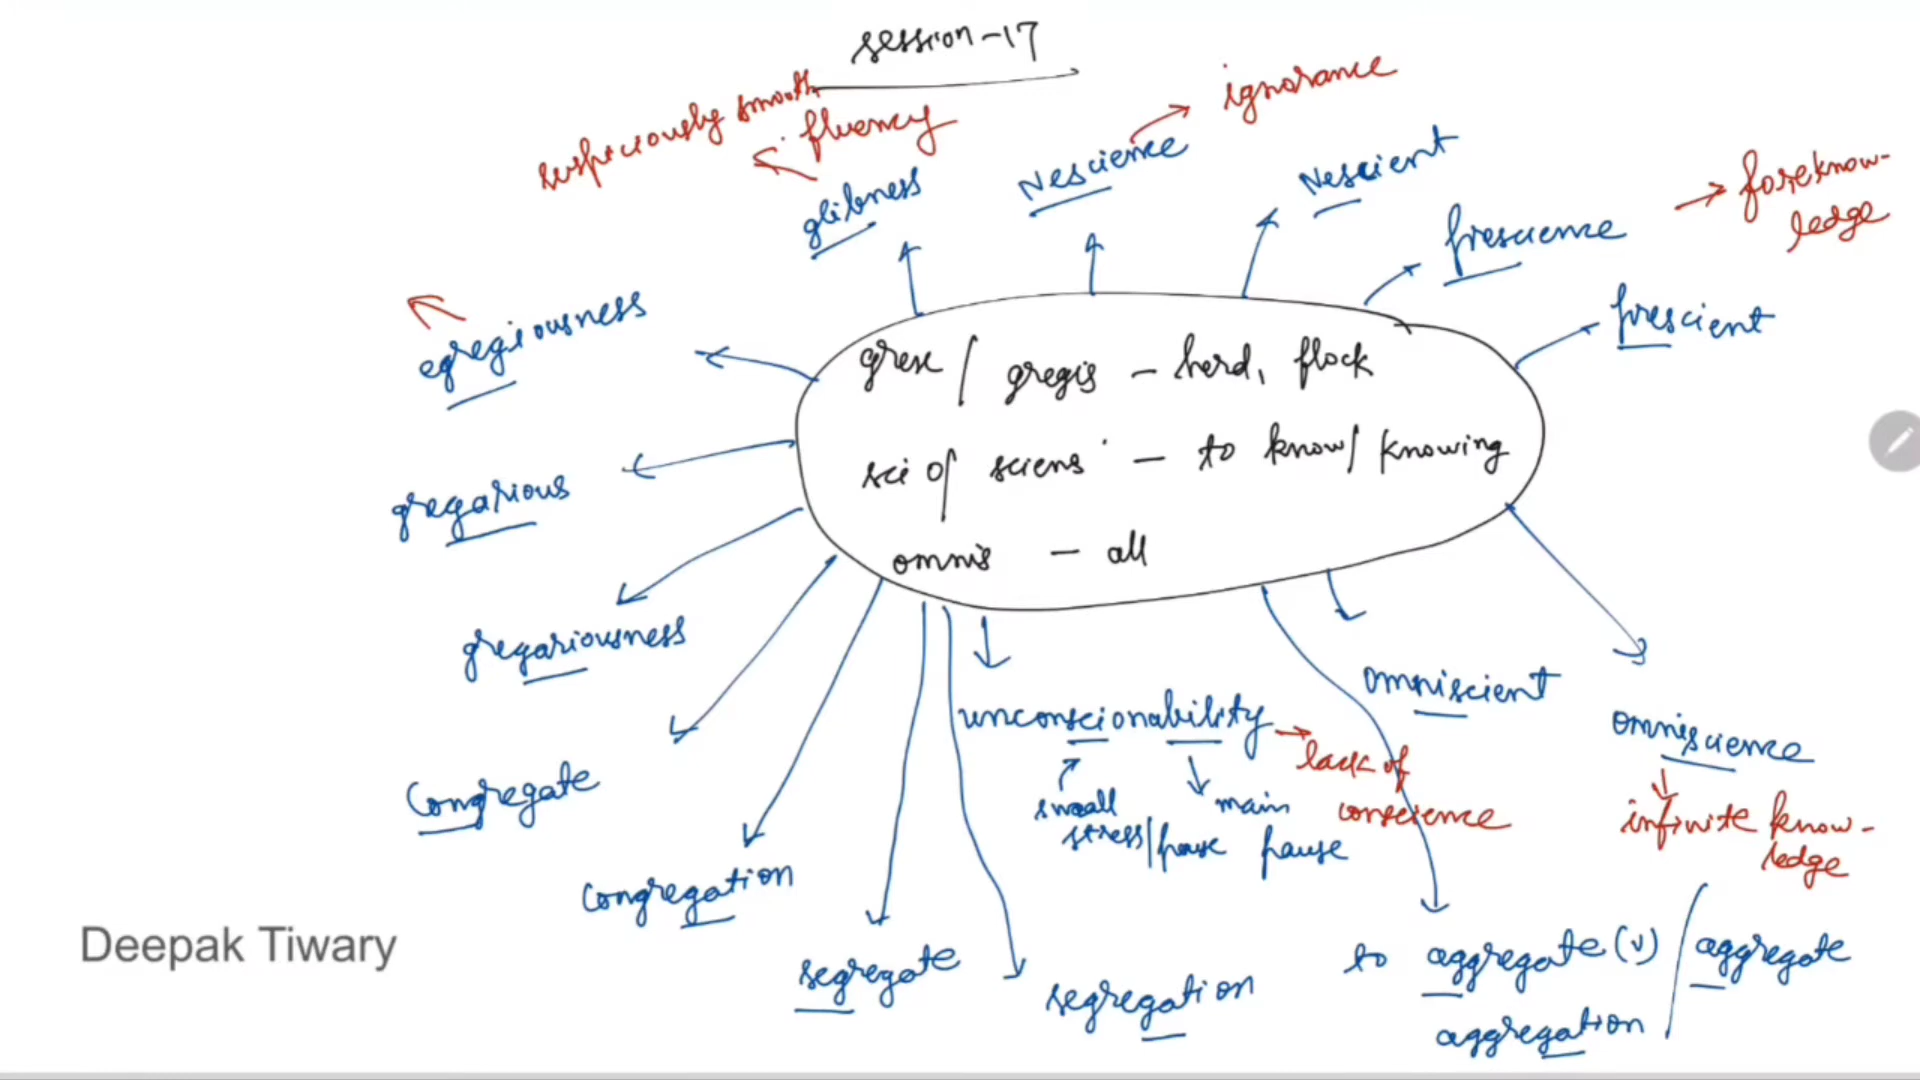 session-17
suspiciously smooth
fluency
glibness
Nescience
ignorance
Nescient
prescience
foreknow-
ledge
prescient
egregiousness
gregarious
gregariousness
congregate
congregation
segregate
segregation
grex / gregis - herd, flock
sci of sciens - to know/ knowing
omnis - all
unconscionability
small
stress/pause
main
pause
lack of
conscience
omniscient
omniscience
infinite know-
ledge
to aggregate (v) / aggregate
aggregation
Deepak Tiwary